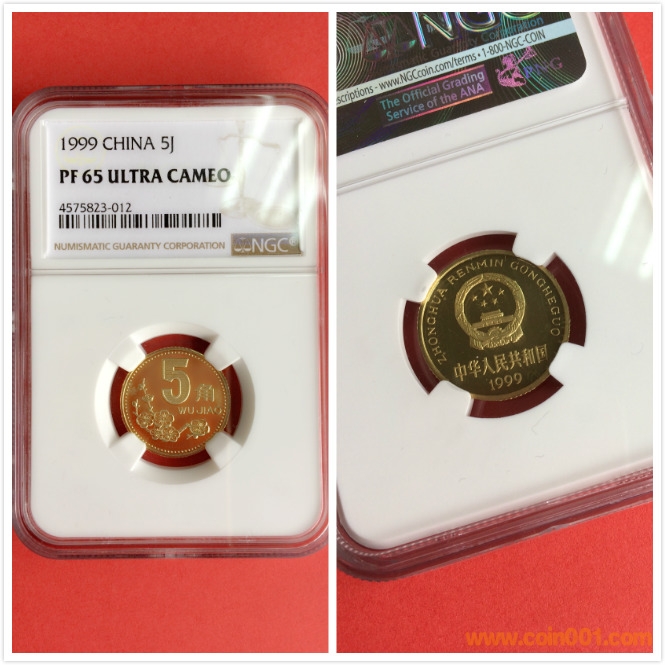 1999 CHINA 5J
PF 65 ULTRA CAMEO
4575823-012
NUMISMATIC GUARANTY CORPORATION
NGC
5角
WU JIAO
NGC
www.NGCcoin.com/terms • 1-800-NGC-COIN
The Official Grading
Service of the ANA
PNG
ZHONGHUA RENMIN GONGHEGUO
中华人民共和国
1999
www.coin001.com